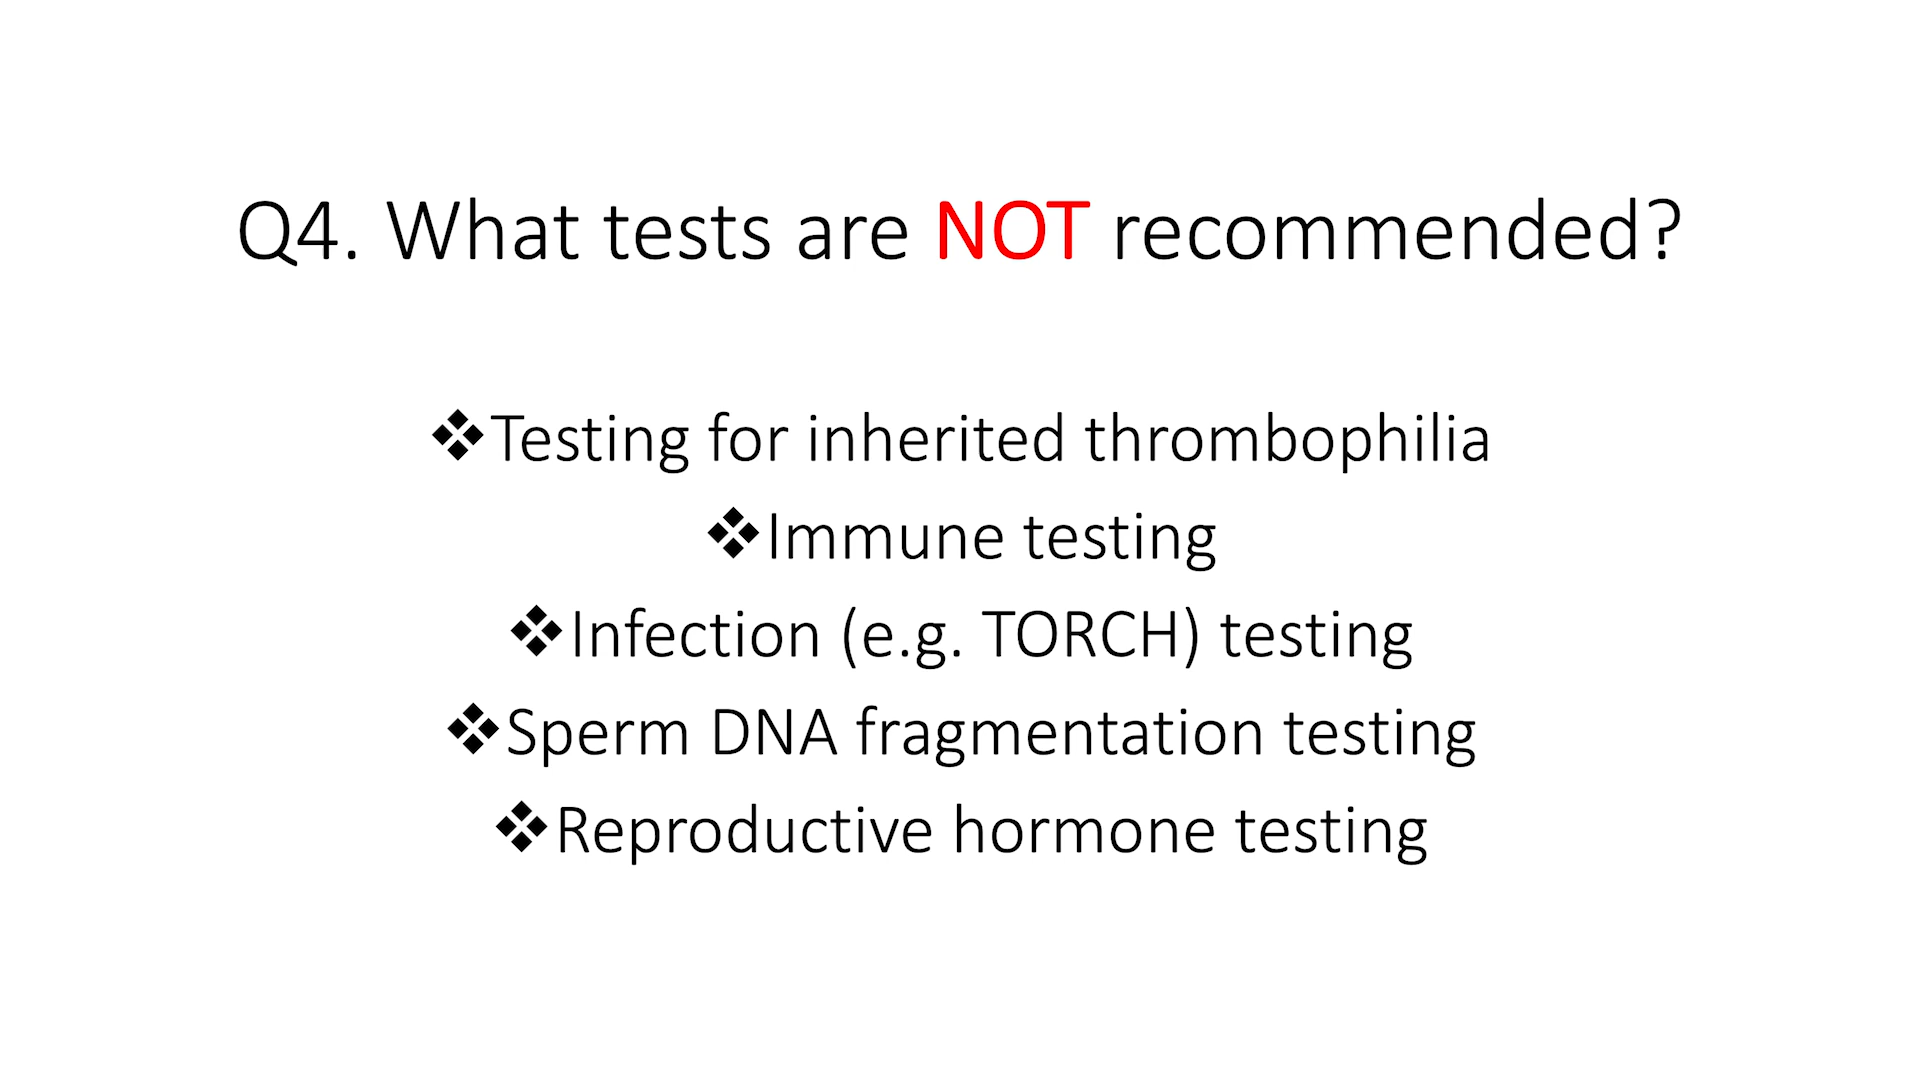 Q4. What tests are NOT recommended?
❖Testing for inherited thrombophilia
❖Immune testing
❖Infection (e.g. TORCH) testing
❖Sperm DNA fragmentation testing
❖Reproductive hormone testing